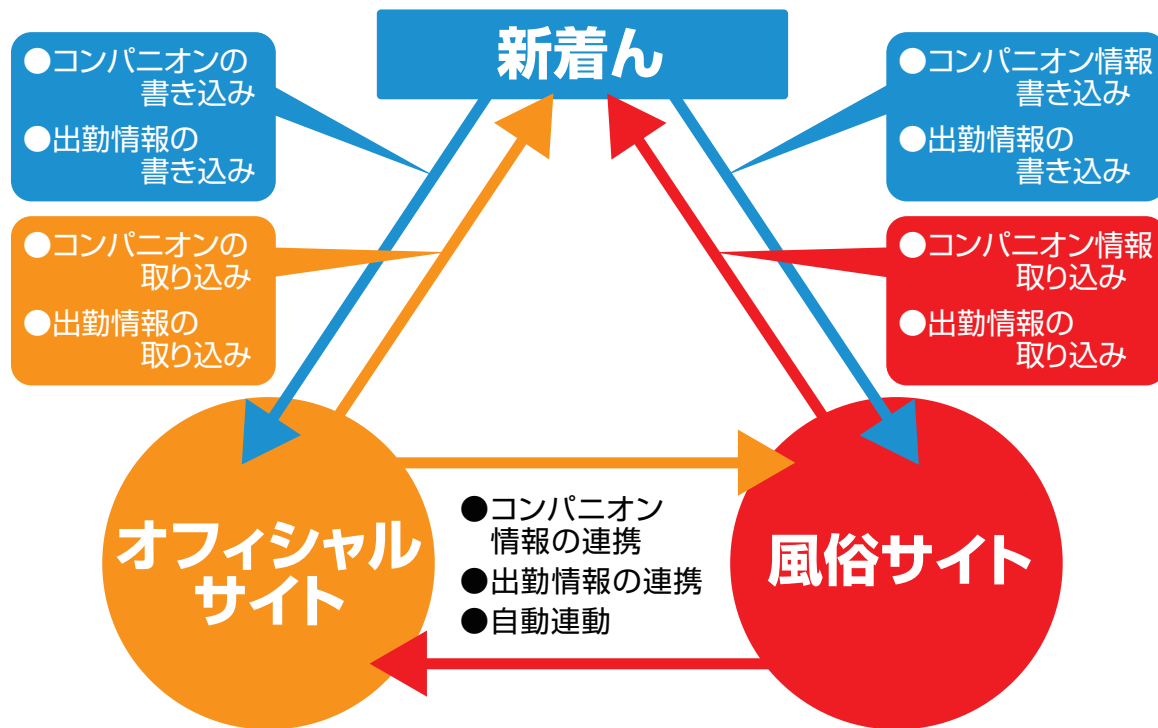 新着ん
●コンパニオンの
書き込み
●出勤情報の
書き込み
●コンパニオン情報
書き込み
●出勤情報の
書き込み
●コンパニオンの
取り込み
●出勤情報の
取り込み
●コンパニオン情報
取り込み
●出勤情報の
取り込み
オフィシャル
サイト
●コンパニオン
情報の連携
●出勤情報の連携
●自動連動
風俗サイト